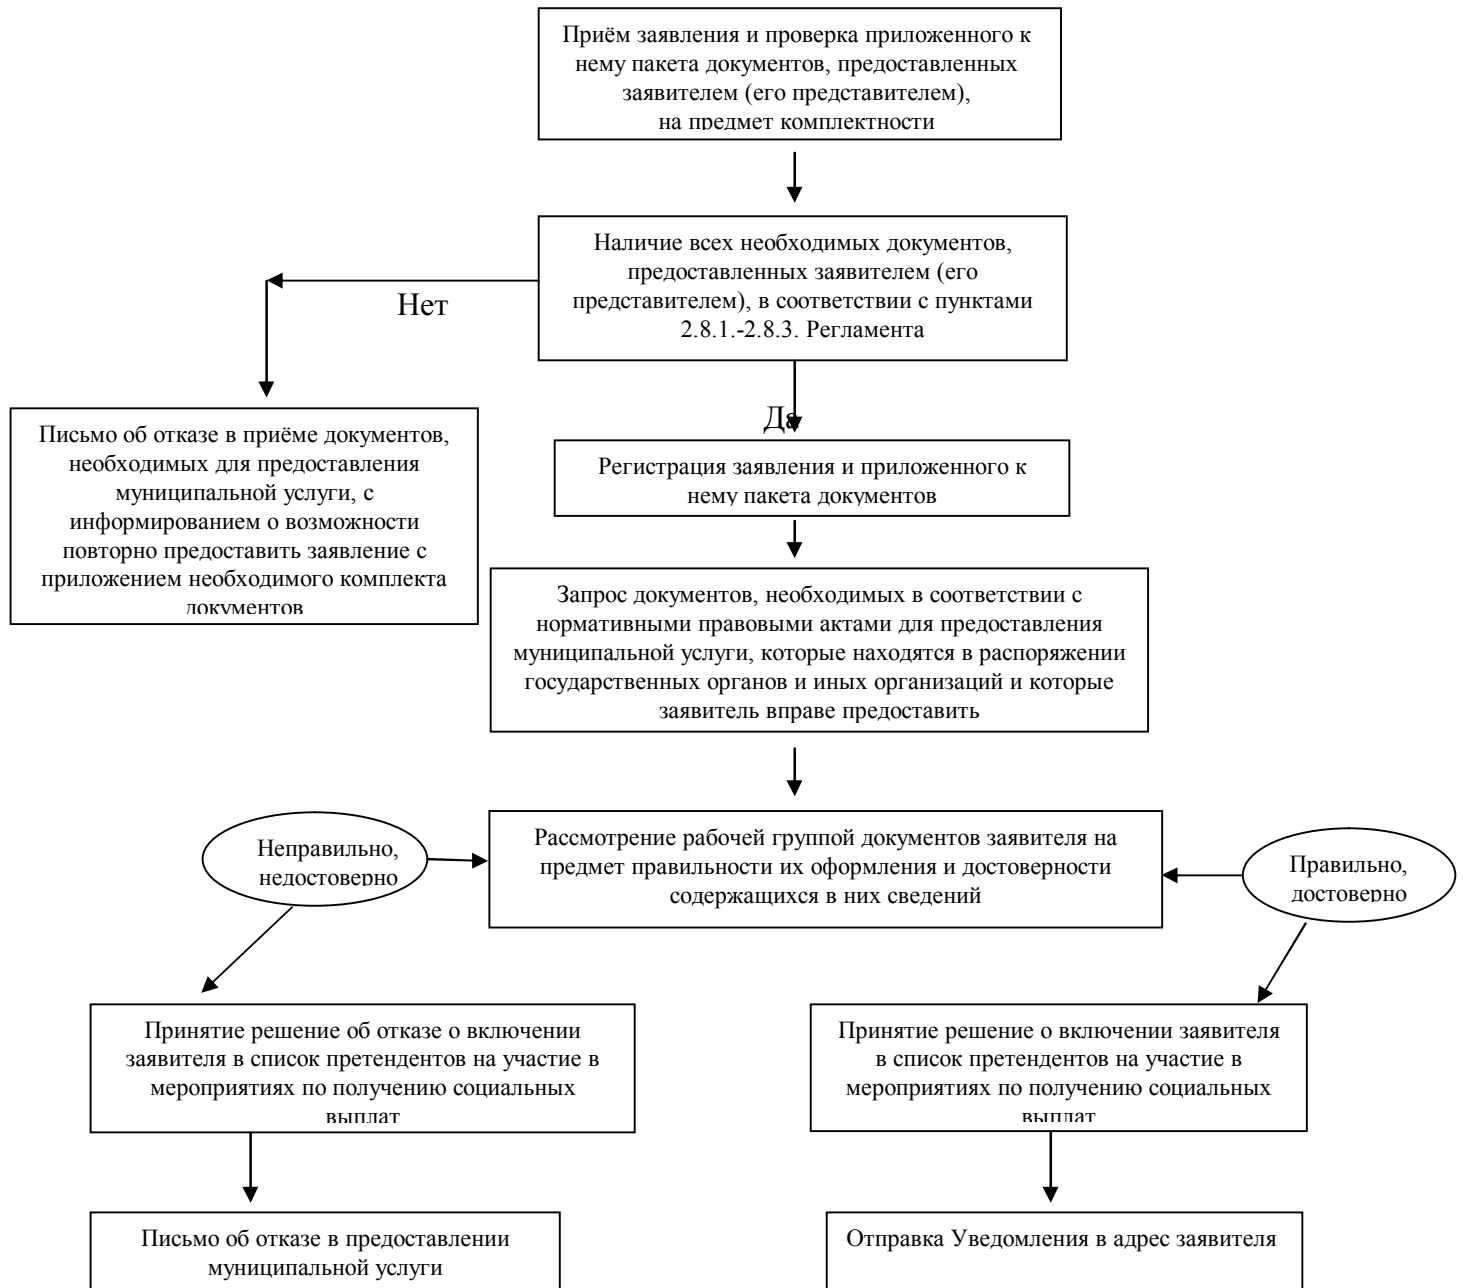 Приём заявления и проверка приложенного к
нему пакета документов, предоставленных
заявителем (его представителем),
на предмет комплектности
Наличие всех необходимых документов,
предоставленных заявителем (его
представителем), в соответствии с пунктами
2.8.1.-2.8.3. Регламента
Нет
Да
Письмо об отказе в приёме документов,
необходимых для предоставления
муниципальной услуги, с
информированием о возможности
повторно предоставить заявление с
приложением необходимого комплекта
документов
Регистрация заявления и приложенного к
нему пакета документов
Запрос документов, необходимых в соответствии с
нормативными правовыми актами для предоставления
муниципальной услуги, которые находятся в распоряжении
государственных органов и иных организаций и которые
заявитель вправе предоставить
Неправильно,
недостоверно
Рассмотрение рабочей группой документов заявителя на
предмет правильности их оформления и достоверности
содержащихся в них сведений
Правильно,
достоверно
Принятие решение об отказе о включении
заявителя в список претендентов на участие в
мероприятиях по получению социальных
выплат
Принятие решение о включении заявителя
в список претендентов на участие в
мероприятиях по получению социальных
выплат
Письмо об отказе в предоставлении
муниципальной услуги
Отправка Уведомления в адрес заявителя